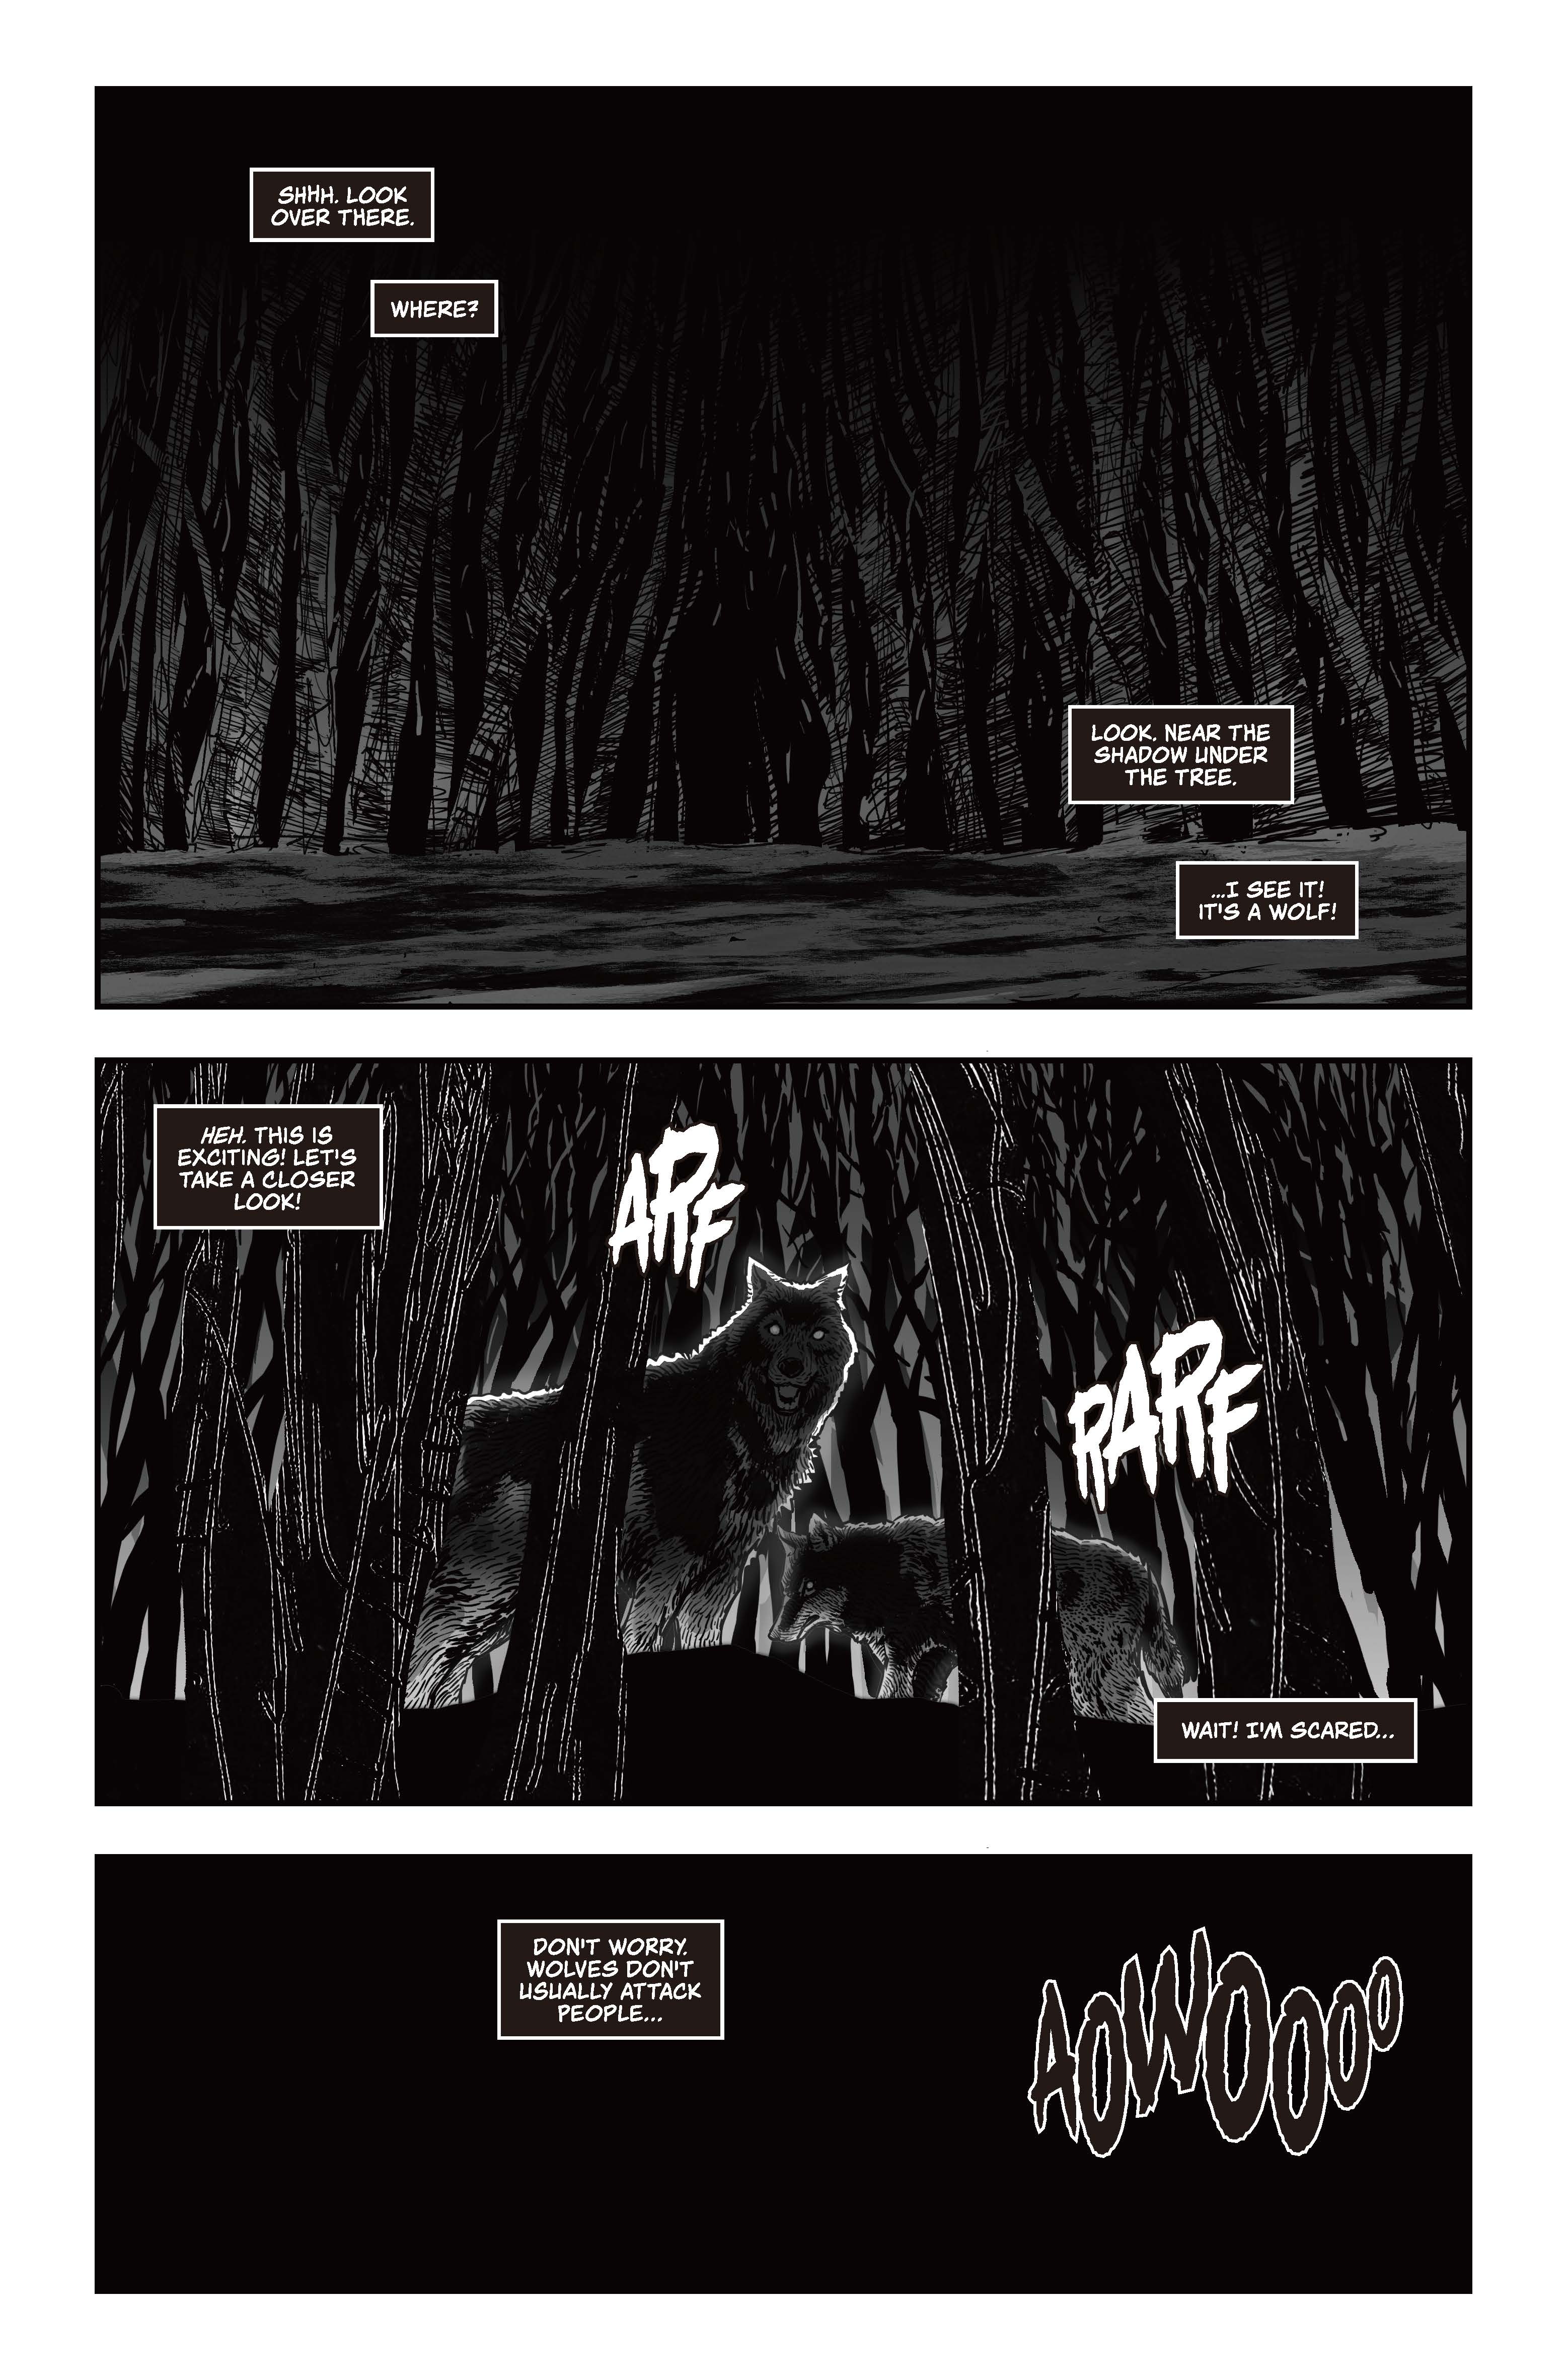 SHHH. LOOK
OVER THERE.
WHERE?
LOOK. NEAR THE
SHADOW UNDER
THE TREE.
...I SEE IT!
IT'S A WOLF!
HEH. THIS IS
EXCITING! LET'S
TAKE A CLOSER
LOOK!
ARF
RARF
WAIT! I'M SCARED...
DON'T WORRY.
WOLVES DON'T
USUALLY ATTACK
PEOPLE...
AOWOOOO